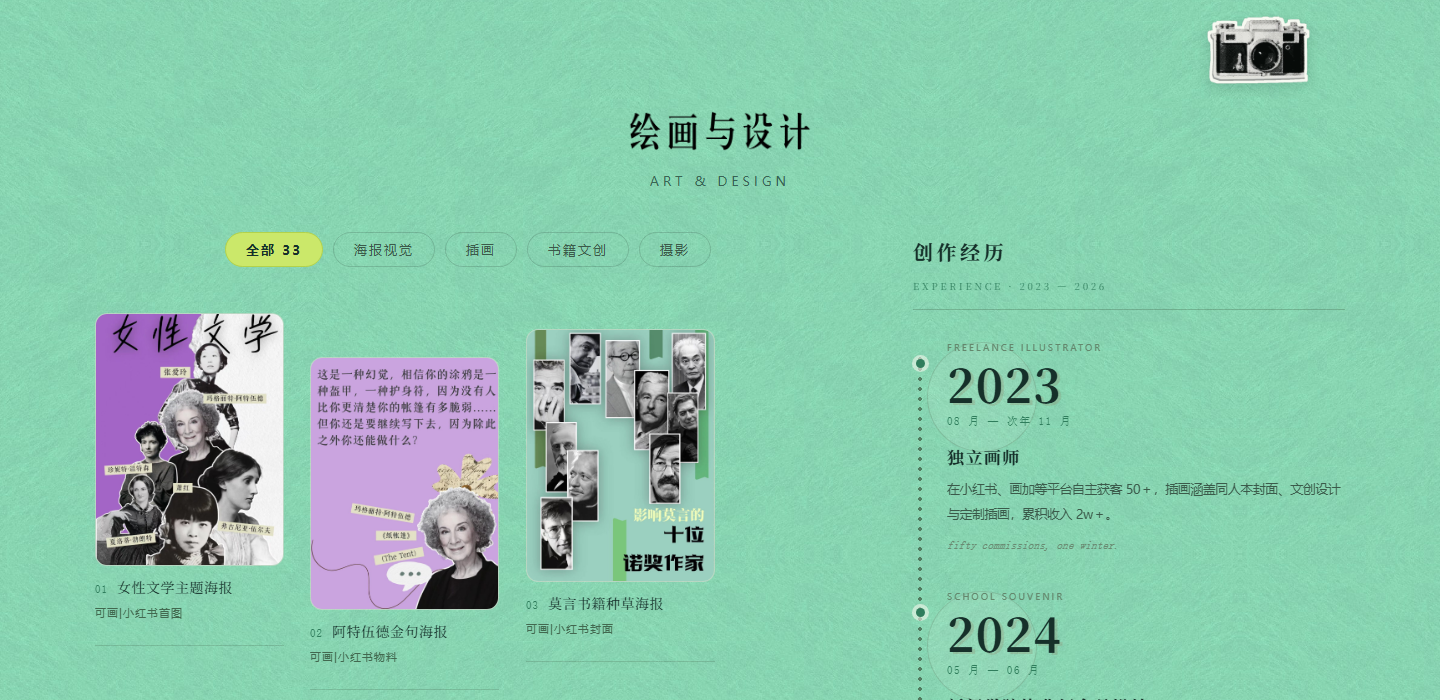 绘画与设计
ART & DESIGN
全部 33
海报视觉
插画
书籍文创
摄影
女性文学
张爱玲
玛格丽特·阿特伍德
珍妮特·温特森
萧红
弗吉尼亚·伍尔夫
夏洛蒂·勃朗特
01 女性文学主题海报
可画|小红书首图
这是一种幻觉，相信你的涂鸦是一
种盔甲，一种护身符，因为没有人
比你更清楚你的帐篷有多脆弱……
但你还是要继续写下去，因为除此
之外你还能做什么？
玛格丽特·阿特伍德
《纸帐篷》
(The Tent)
02 阿特伍德金句海报
可画|小红书物料
影响莫言的
十位
诺奖作家
03 莫言书籍种草海报
可画|小红书封面
创作经历
EXPERIENCE · 2023 — 2026
FREELANCE ILLUSTRATOR
2023
08 月 — 次年 11 月
独立画师
在小红书、画加等平台自主获客 50＋，插画涵盖同人本封面、文创设计
与定制插画，累积收入 2w＋。
fifty commissions, one winter.
SCHOOL SOUVENIR
2024
05 月 — 06 月